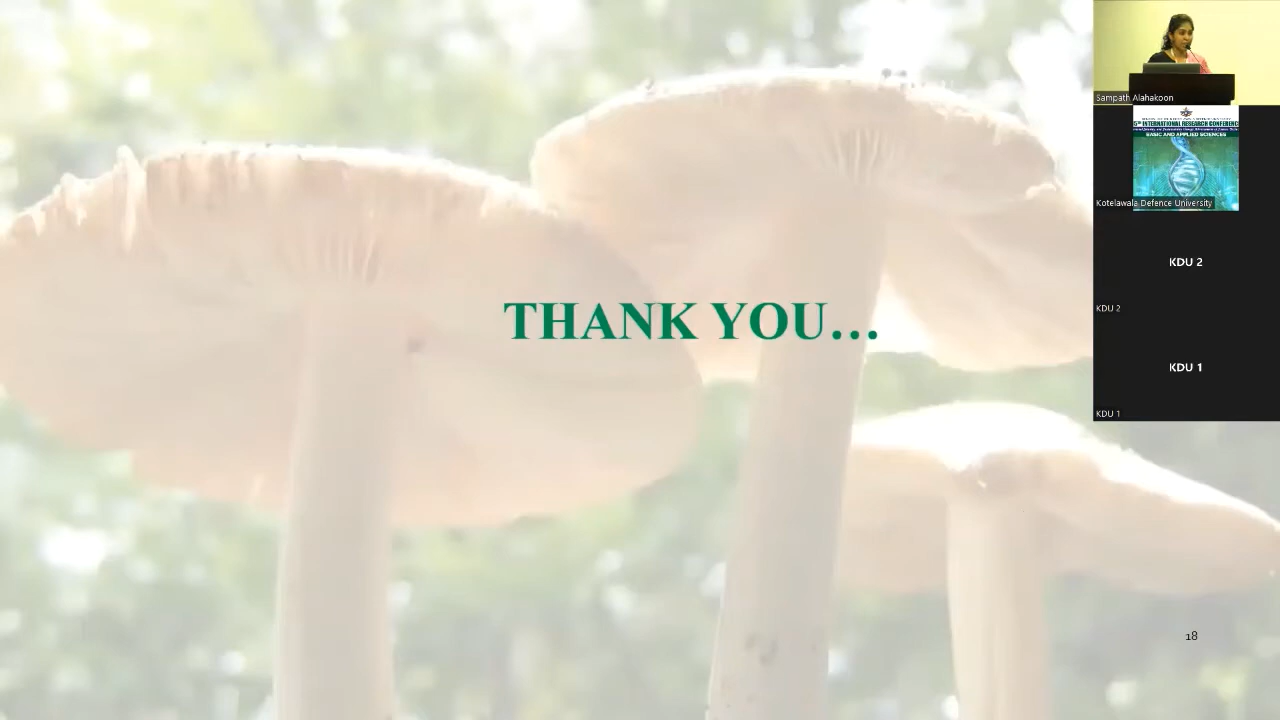 THANK YOU...
18
Sampath Alahakoon
15TH INTERNATIONAL RESEARCH CONFERENCE
BASIC AND APPLIED SCIENCES
Kotelawala Defence University
KDU 2
KDU 2
KDU 1
KDU 1